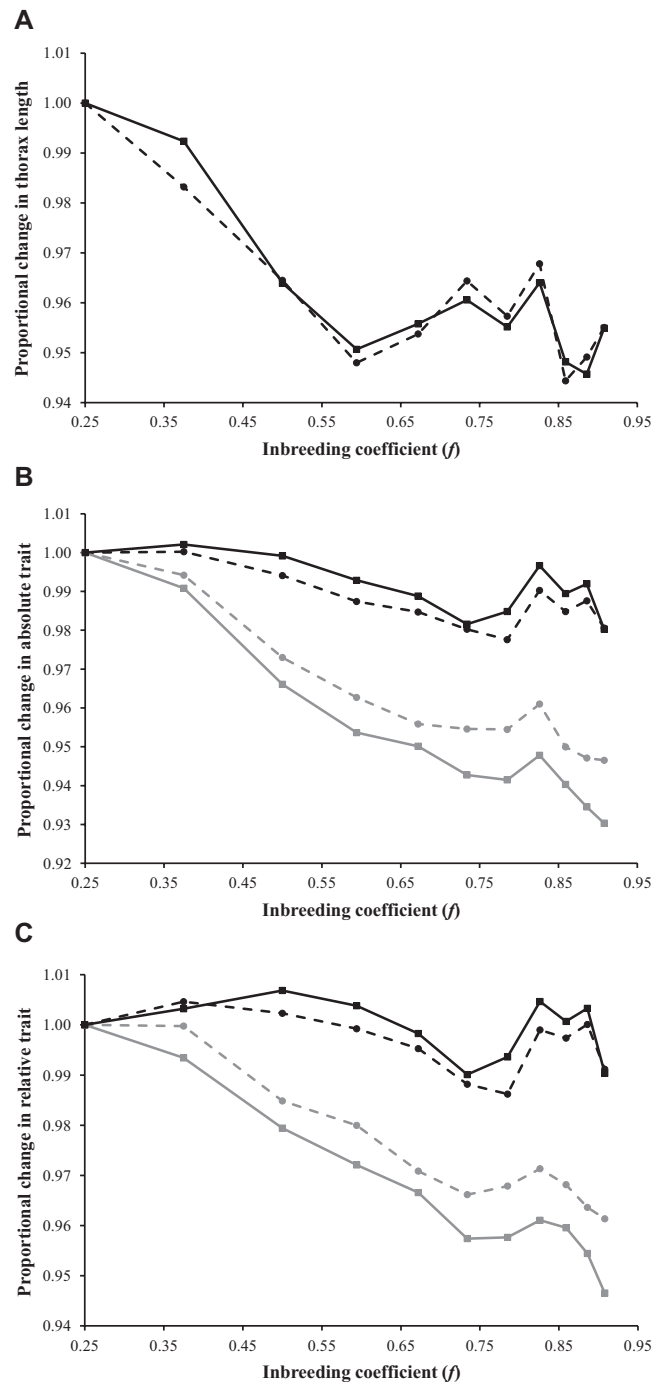 A
Proportional change in thorax length
1.01
1.00
0.99
0.98
0.97
0.96
0.95
0.94
0.25 0.35 0.45 0.55 0.65 0.75 0.85 0.95
Inbreeding coefficient (f)
B
Proportional change in absolute trait
1.01
1.00
0.99
0.98
0.97
0.96
0.95
0.94
0.93
0.92
0.25 0.35 0.45 0.55 0.65 0.75 0.85 0.95
Inbreeding coefficient (f)
C
Proportional change in relative trait
1.01
1.00
0.99
0.98
0.97
0.96
0.95
0.94
0.25 0.35 0.45 0.55 0.65 0.75 0.85 0.95
Inbreeding coefficient (f)